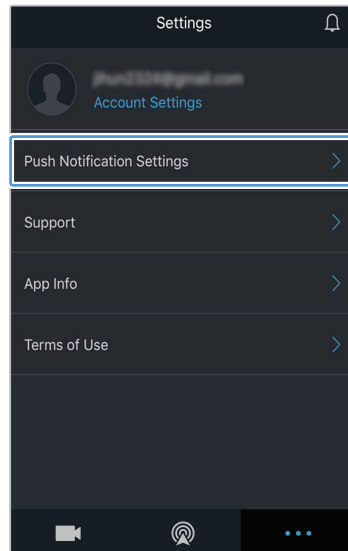 Settings
Account Settings
Push Notification Settings
Support
App Info
Terms of Use